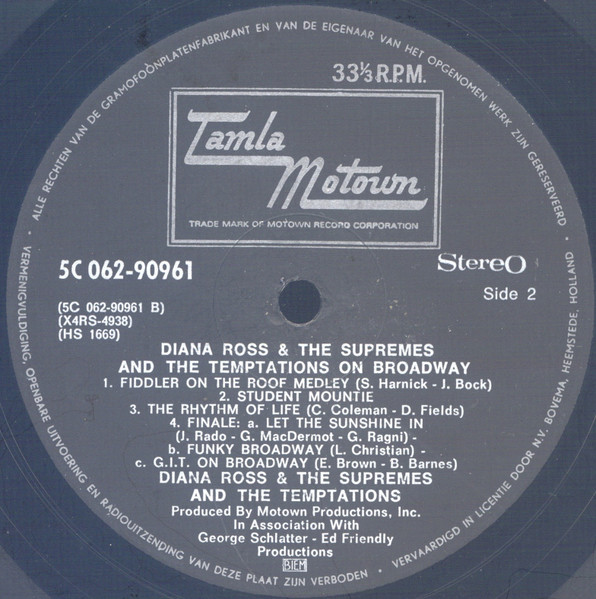 ALLE RECHTEN VAN DE GRAMOFOONPLATENFABRIKANT EN VAN DE EIGENAAR VAN HET OPGENOMEN WERK ZIJN GERESERVEERD •
33⅓ R.P.M.
Tamla
Motown
TRADE MARK OF MOTOWN RECORD CORPORATION
5C 062-90961
Stereo
Side 2
(5C 062-90961 B)
(X4RS-4938)
(HS 1669)
DIANA ROSS & THE SUPREMES
AND THE TEMPTATIONS ON BROADWAY
1. FIDDLER ON THE ROOF MEDLEY (S. Harnick - J. Bock)
2. STUDENT MOUNTIE
3. THE RHYTHM OF LIFE (C. Coleman - D. Fields)
4. FINALE: a. LET THE SUNSHINE IN
(J. Rado - G. MacDermot - G. Ragni) -
b. FUNKY BROADWAY (L. Christian) -
c. G.I.T. ON BROADWAY (E. Brown - B. Barnes)
DIANA ROSS & THE SUPREMES
AND THE TEMPTATIONS
Produced By Motown Productions, Inc.
In Association With
George Schlatter - Ed Friendly
Productions
BIEM
VERMENIGVULDIGING, OPENBARE UITVOERING EN RADIOUITZENDING VAN DEZE PLAAT ZIJN VERBODEN •
VERVAARDIGD IN LICENTIE DOOR N.V. BOVEMA, HEEMSTEDE, HOLLAND •